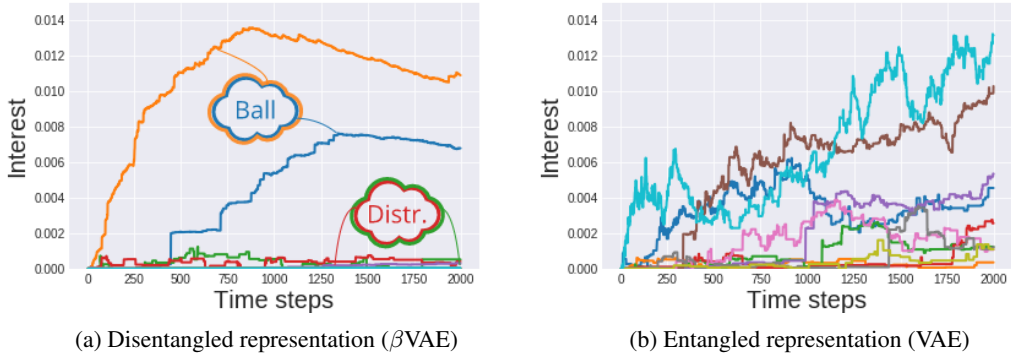 0.014
0.012
0.010
0.008
0.006
0.004
0.002
0.000
Interest
Ball
Distr.
0 250 500 750 1000 1250 1500 1750 2000
Time steps
(a) Disentangled representation (βVAE)
0.014
0.012
0.010
0.008
0.006
0.004
0.002
0.000
Interest
0 250 500 750 1000 1250 1500 1750 2000
Time steps
(b) Entangled representation (VAE)